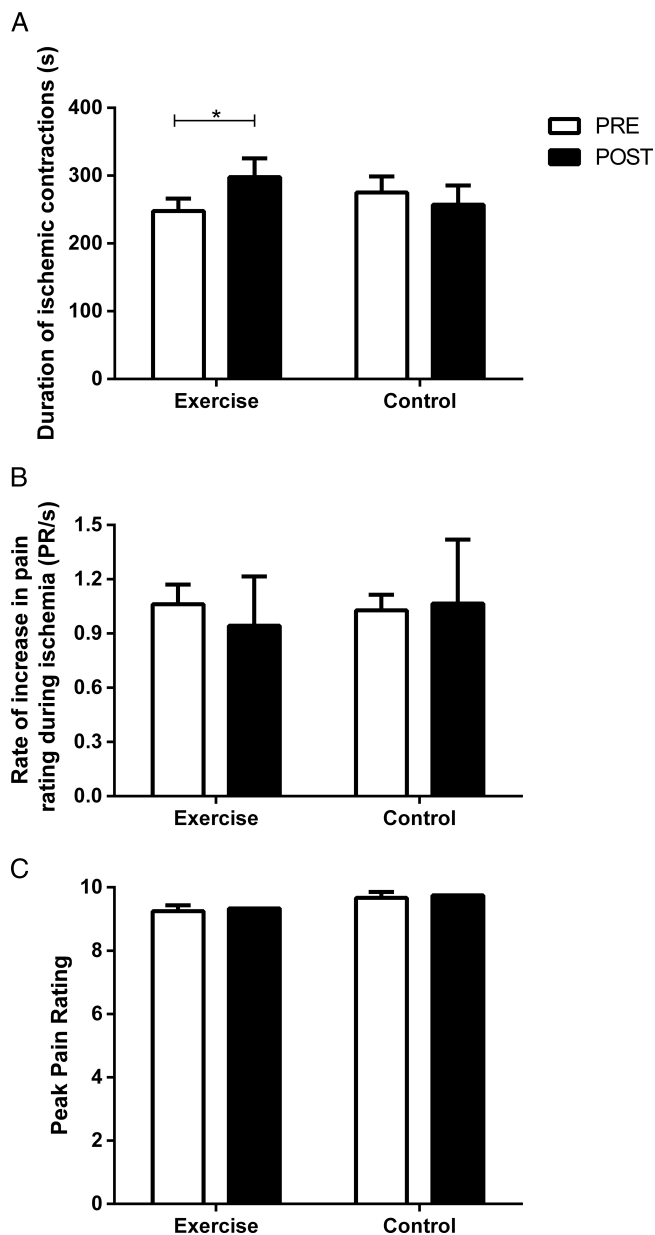 A
Duration of ischemic contractions (s)
400
300
200
100
0
*
PRE
POST
Exercise
Control
B
Rate of increase in pain
rating during ischemia (PR/s)
1.5
1.2
0.9
0.6
0.3
0.0
Exercise
Control
C
Peak Pain Rating
10
8
6
4
2
0
Exercise
Control